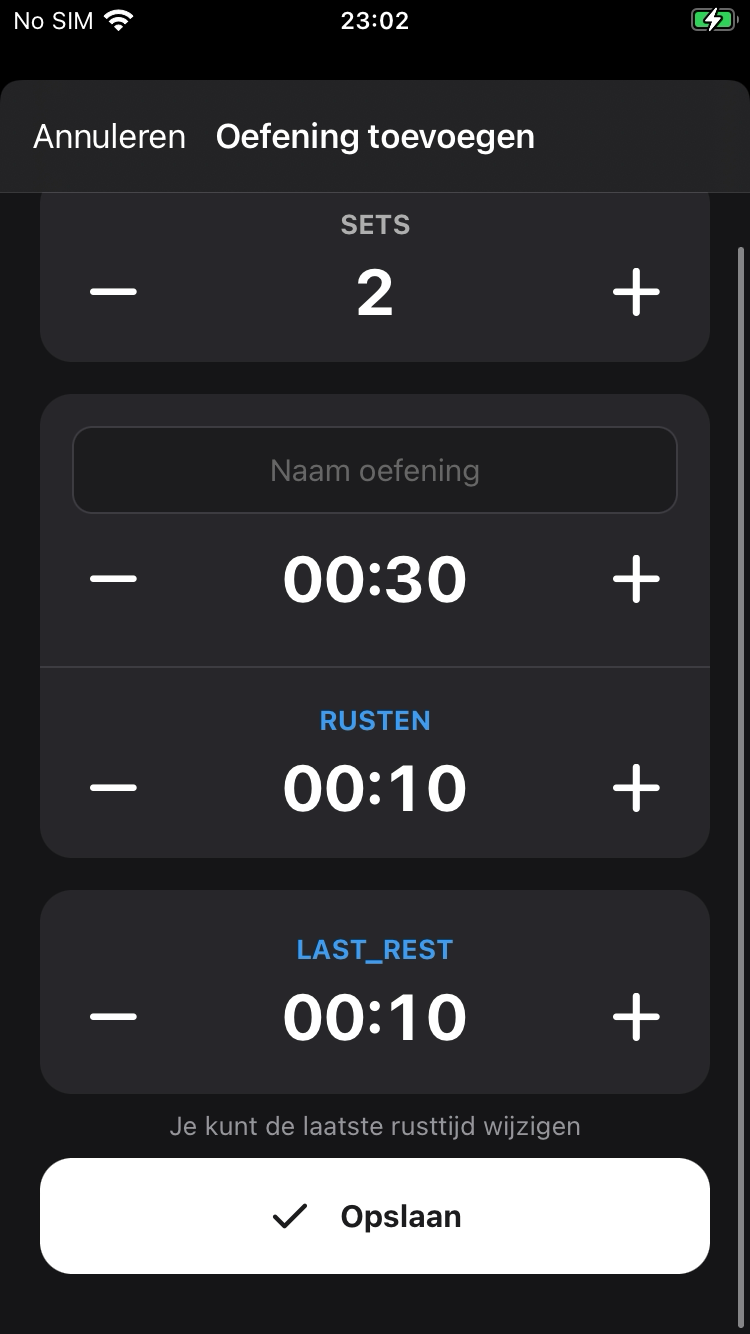 No SIM 23:02
Annuleren Oefening toevoegen
SETS
2
Naam oefening
00:30
RUSTEN
00:10
LAST_REST
00:10
Je kunt de laatste rusttijd wijzigen
Opslaan